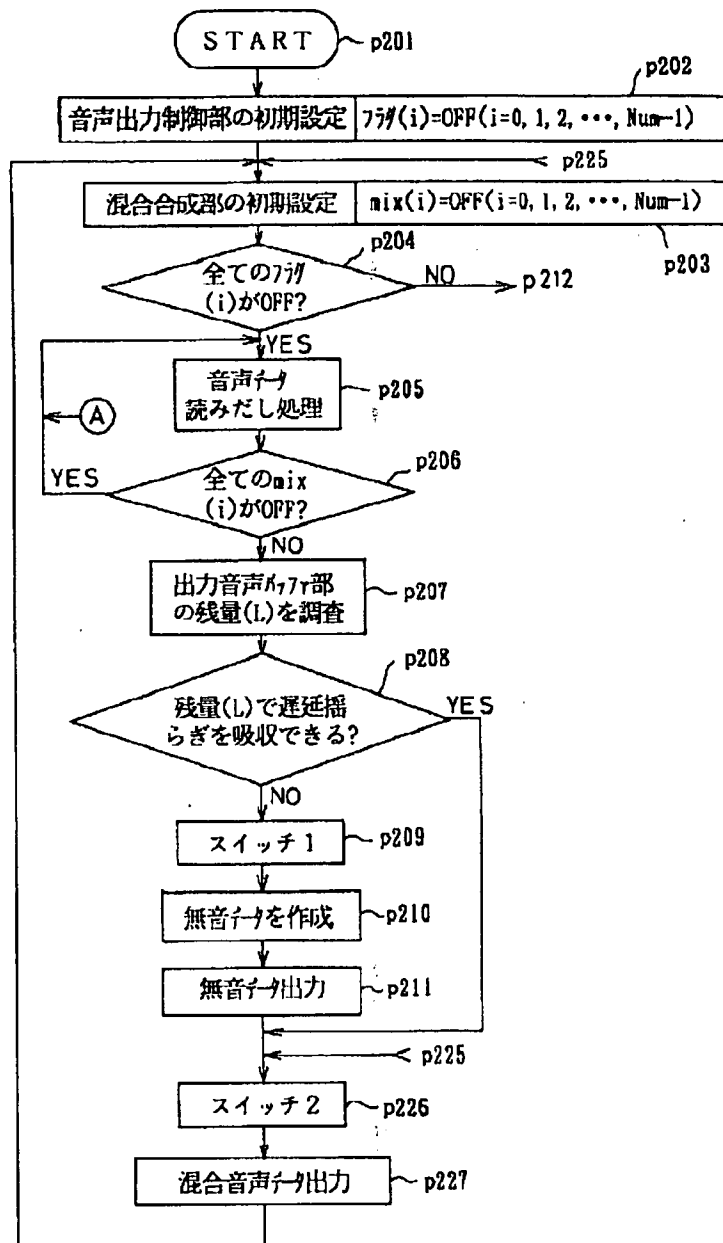 START
p201
p202
音声出力制御部の初期設定
フラグ(i)=OFF(i=0, 1, 2, ･･･, Num-1)
p225
混合合成部の初期設定
mix(i)=OFF(i=0, 1, 2, ･･･, Num-1)
p203
p204
全てのフラグ
(i)がOFF?
NO
p212
YES
音声データ
読みだし処理
p205
A
p206
YES
全てのmix
(i)がOFF?
NO
出力音声バッファ部
の残量(L)を調査
p207
p208
残量(L)で遅延揺
らぎを吸収できる?
YES
NO
スイッチ1
p209
無音データを作成
p210
無音データ出力
p211
p225
スイッチ2
p226
混合音声データ出力
p227